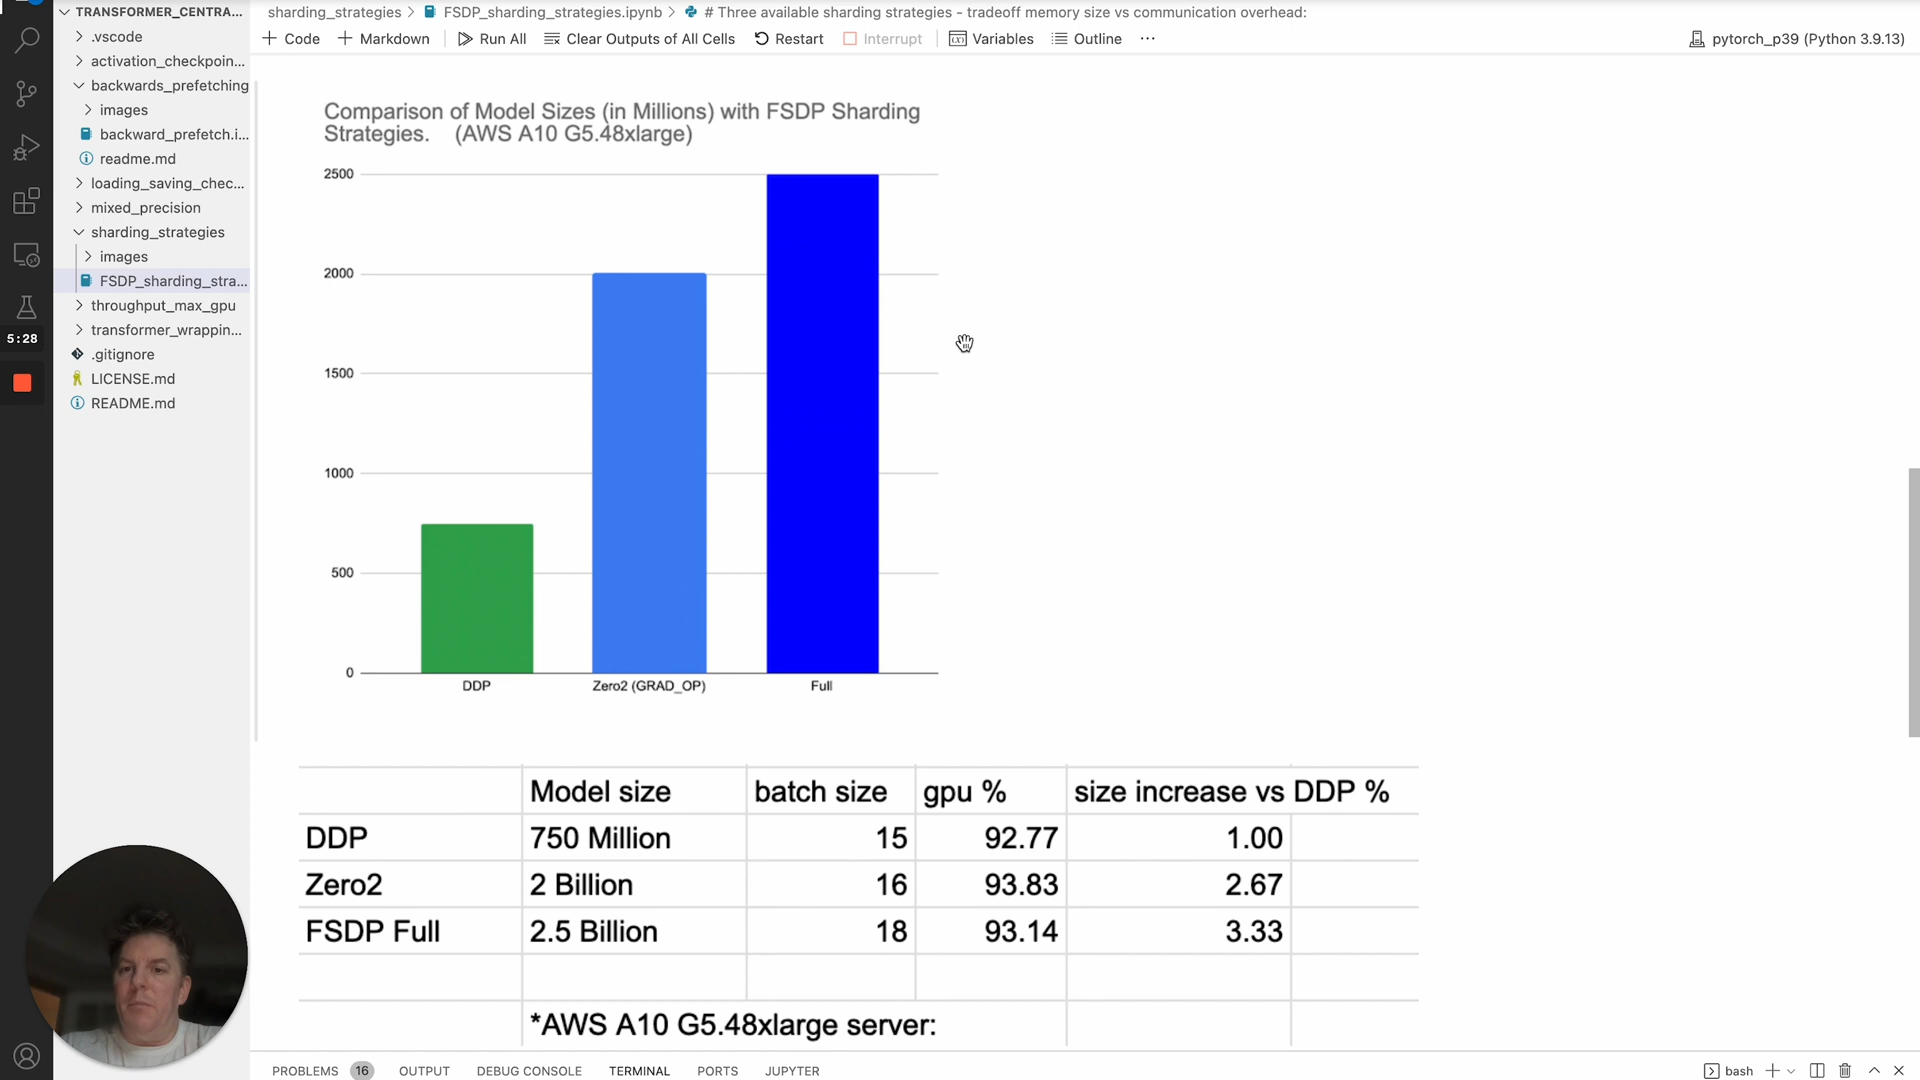 TRANSFORMER_CENTRA...
sharding_strategies > FSDP_sharding_strategies.ipynb > # Three available sharding strategies - tradeoff memory size vs communication overhead:
+ Code + Markdown Run All Clear Outputs of All Cells Restart Interrupt Variables Outline ... pytorch_p39 (Python 3.9.13)
.vscode
activation_checkpoin...
backwards_prefetching
images
backward_prefetch.i...
readme.md
loading_saving_chec...
mixed_precision
sharding_strategies
images
FSDP_sharding_stra...
throughput_max_gpu
transformer_wrappin...
.gitignore
LICENSE.md
README.md
5:28
Comparison of Model Sizes (in Millions) with FSDP Sharding
Strategies. (AWS A10 G5.48xlarge)
2500
2000
1500
1000
500
0
DDP Zero2 (GRAD_OP) Full
Model size batch size gpu % size increase vs DDP %
DDP 750 Million 15 92.77 1.00
Zero2 2 Billion 16 93.83 2.67
FSDP Full 2.5 Billion 18 93.14 3.33
*AWS A10 G5.48xlarge server:
PROBLEMS 16 OUTPUT DEBUG CONSOLE TERMINAL PORTS JUPYTER bash